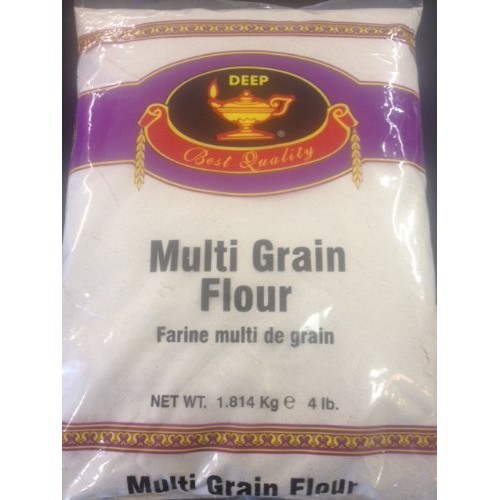 DEEP
®
Best Quality
Multi Grain
Flour
Farine multi de grain
NET WT. 1.814 Kg ℮ 4 lb.
Multi Grain Flour